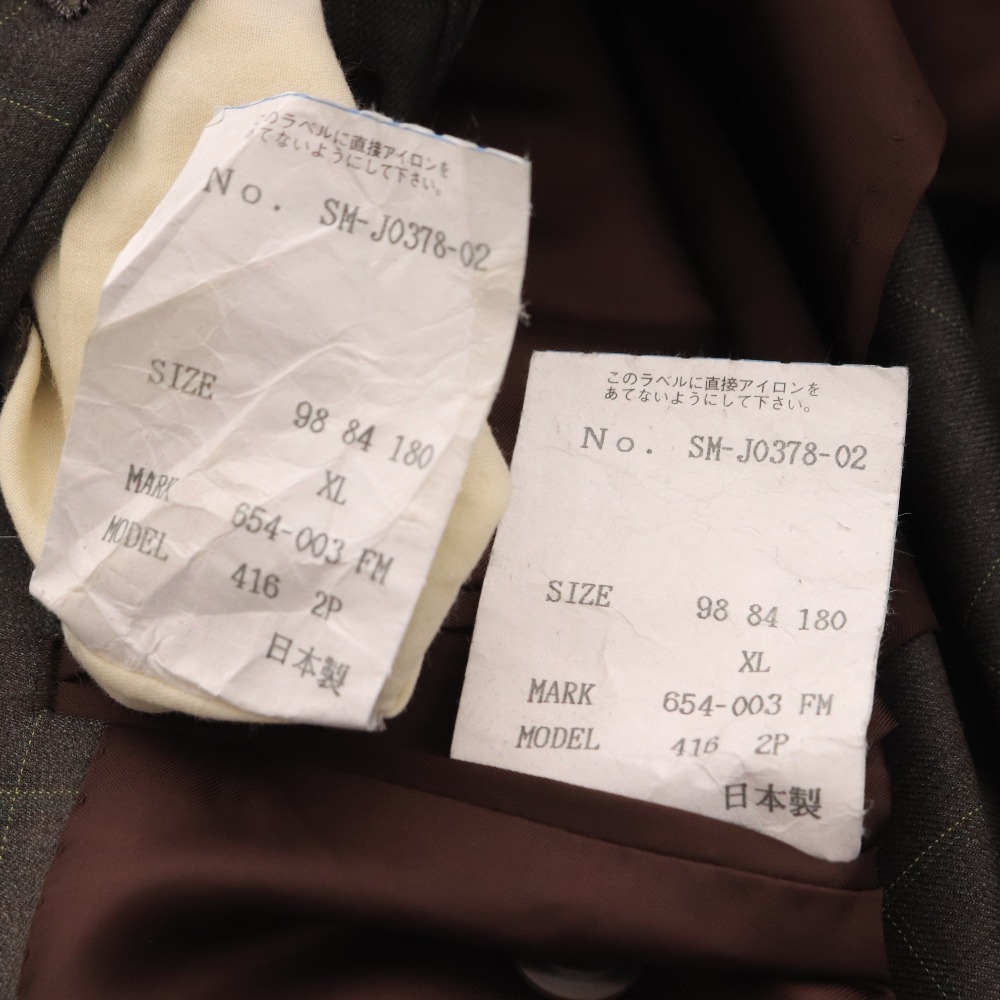 このラベルに直接アイロンを
あてないようにして下さい。
No. SM-J0378-02
SIZE 98 84 180
XL
MARK 654-003 FM
MODEL 416 2P
日本製
このラベルに直接アイロンを
あてないようにして下さい。
No. SM-J0378-02
SIZE 98 84 180
XL
MARK 654-003 FM
MODEL 416 2P
日本製